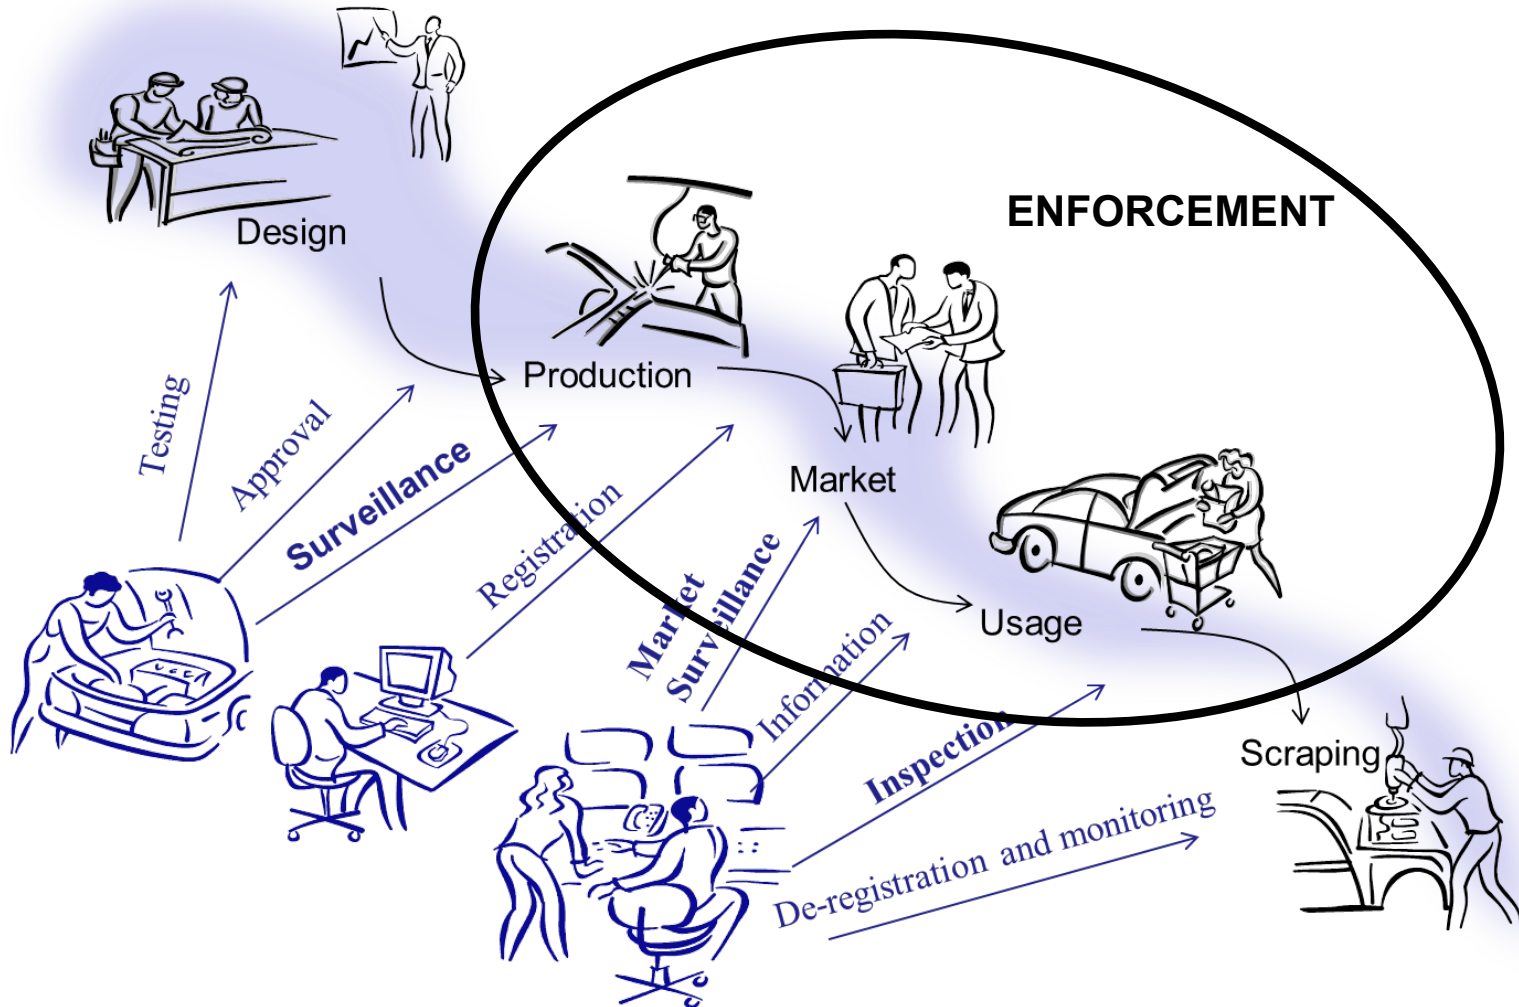 ENFORCEMENT
Design
Production
Testing
Approval
Surveillance
Market
Registration
Market
Surveillance
Usage
Information
Inspection
Scraping
De-registration and monitoring